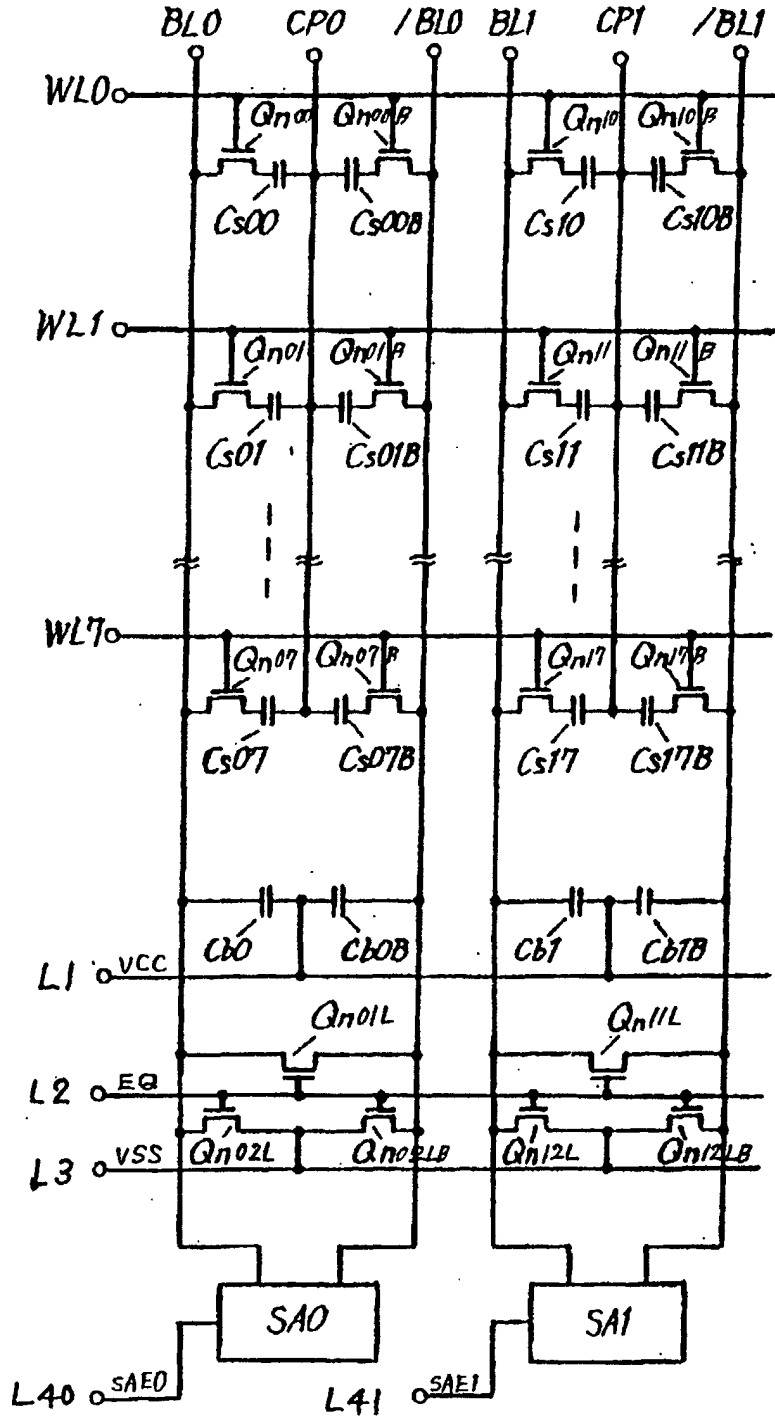 BL0 CP0 /BL0 BL1 CP1 /BL1
WL0
Qn00 Qn00B Qn10 Qn10B
Cs00 Cs00B Cs10 Cs10B
WL1
Qn01 Qn01B Qn11 Qn11B
Cs01 Cs01B Cs11 Cs11B
WL7
Qn07 Qn07B Qn17 Qn17B
Cs07 Cs07B Cs17 Cs17B
Cb0 Cb0B Cb1 Cb1B
L1 VCC
Qn01L Qn11L
L2 EQ
Qn02L Qn02LB Qn12L Qn12LB
L3 VSS
SA0 SA1
L40 SAE0 L41 SAE1